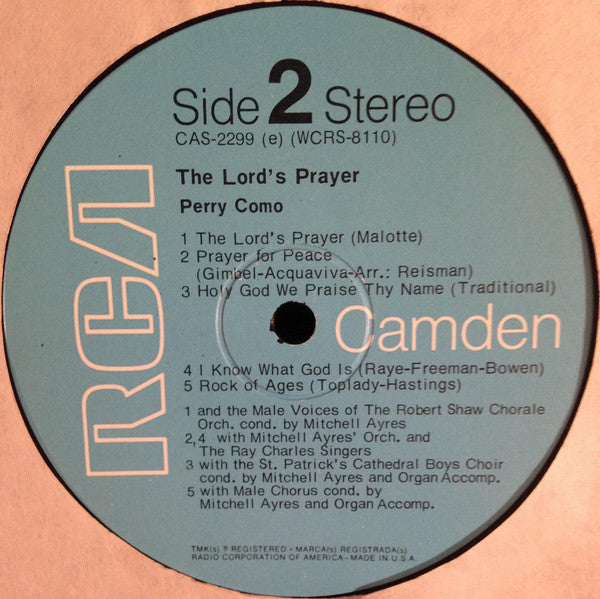 Side 2 Stereo
CAS-2299 (e) (WCRS-8110)
The Lord's Prayer
Perry Como
1 The Lord's Prayer (Malotte)
2 Prayer for Peace
(Gimbel-Acquaviva-Arr.: Reisman)
3 Holy God We Praise Thy Name (Traditional)
RCA
Camden
4 I Know What God Is (Raye-Freeman-Bowen)
5 Rock of Ages (Toplady-Hastings)
1 and the Male Voices of The Robert Shaw Chorale
Orch. cond. by Mitchell Ayres
2,4 with Mitchell Ayres' Orch. and
The Ray Charles Singers
3 with the St. Patrick's Cathedral Boys Choir
cond. by Mitchell Ayres and Organ Accomp.
5 with Male Chorus cond. by
Mitchell Ayres and Organ Accomp.
TMK(s) ® REGISTERED • MARCA(s) REGISTRADA(s)
RADIO CORPORATION OF AMERICA—MADE IN U.S.A.